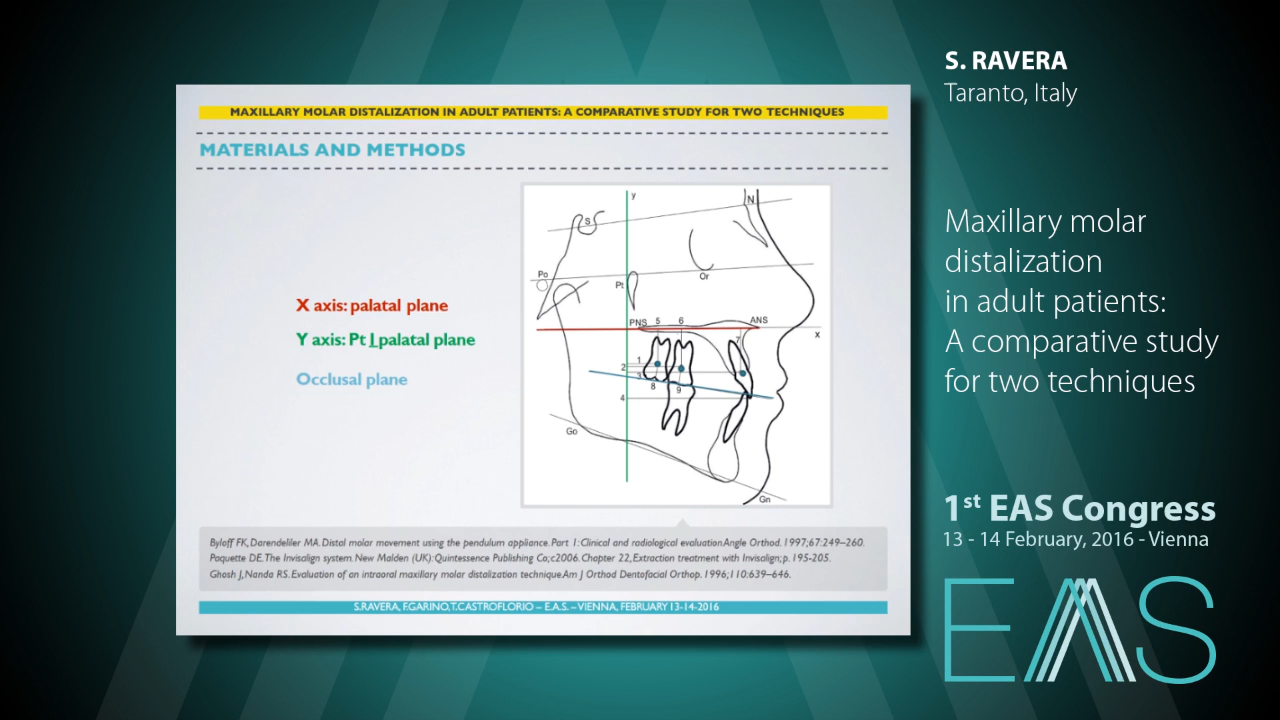 MAXILLARY MOLAR DISTALIZATION IN ADULT PATIENTS: A COMPARATIVE STUDY FOR TWO TECHNIQUES
MATERIALS AND METHODS
X axis: palatal plane
Y axis: Pt ⊥ palatal plane
Occlusal plane
y
N
S
Po
Or
Pt
PNS 5 6 ANS
x
7
1
2
3
8
9
4
Go
Gn
Byloff FK, Darendeliler MA. Distal molar movement using the pendulum appliance. Part 1: Clinical and radiological evaluation Angle Orthod. 1997;67:249–260.
Paquette DE. The Invisalign system. New Malden (UK): Quintessence Publishing Co; c2006. Chapter 22, Extraction treatment with Invisalign; p. 195-205.
Ghosh J, Nanda RS. Evaluation of an intraoral maxillary molar distalization technique Am J Orthod Dentofacial Orthop. 1996;110:639–646.
S.RAVERA, F.GARINO, T.CASTROFLORIO – E.A.S. – VIENNA, FEBRUARY 13-14-2016
S. RAVERA
Taranto, Italy
Maxillary molar
distalization
in adult patients:
A comparative study
for two techniques
1st EAS Congress
13 - 14 February, 2016 - Vienna
EAS